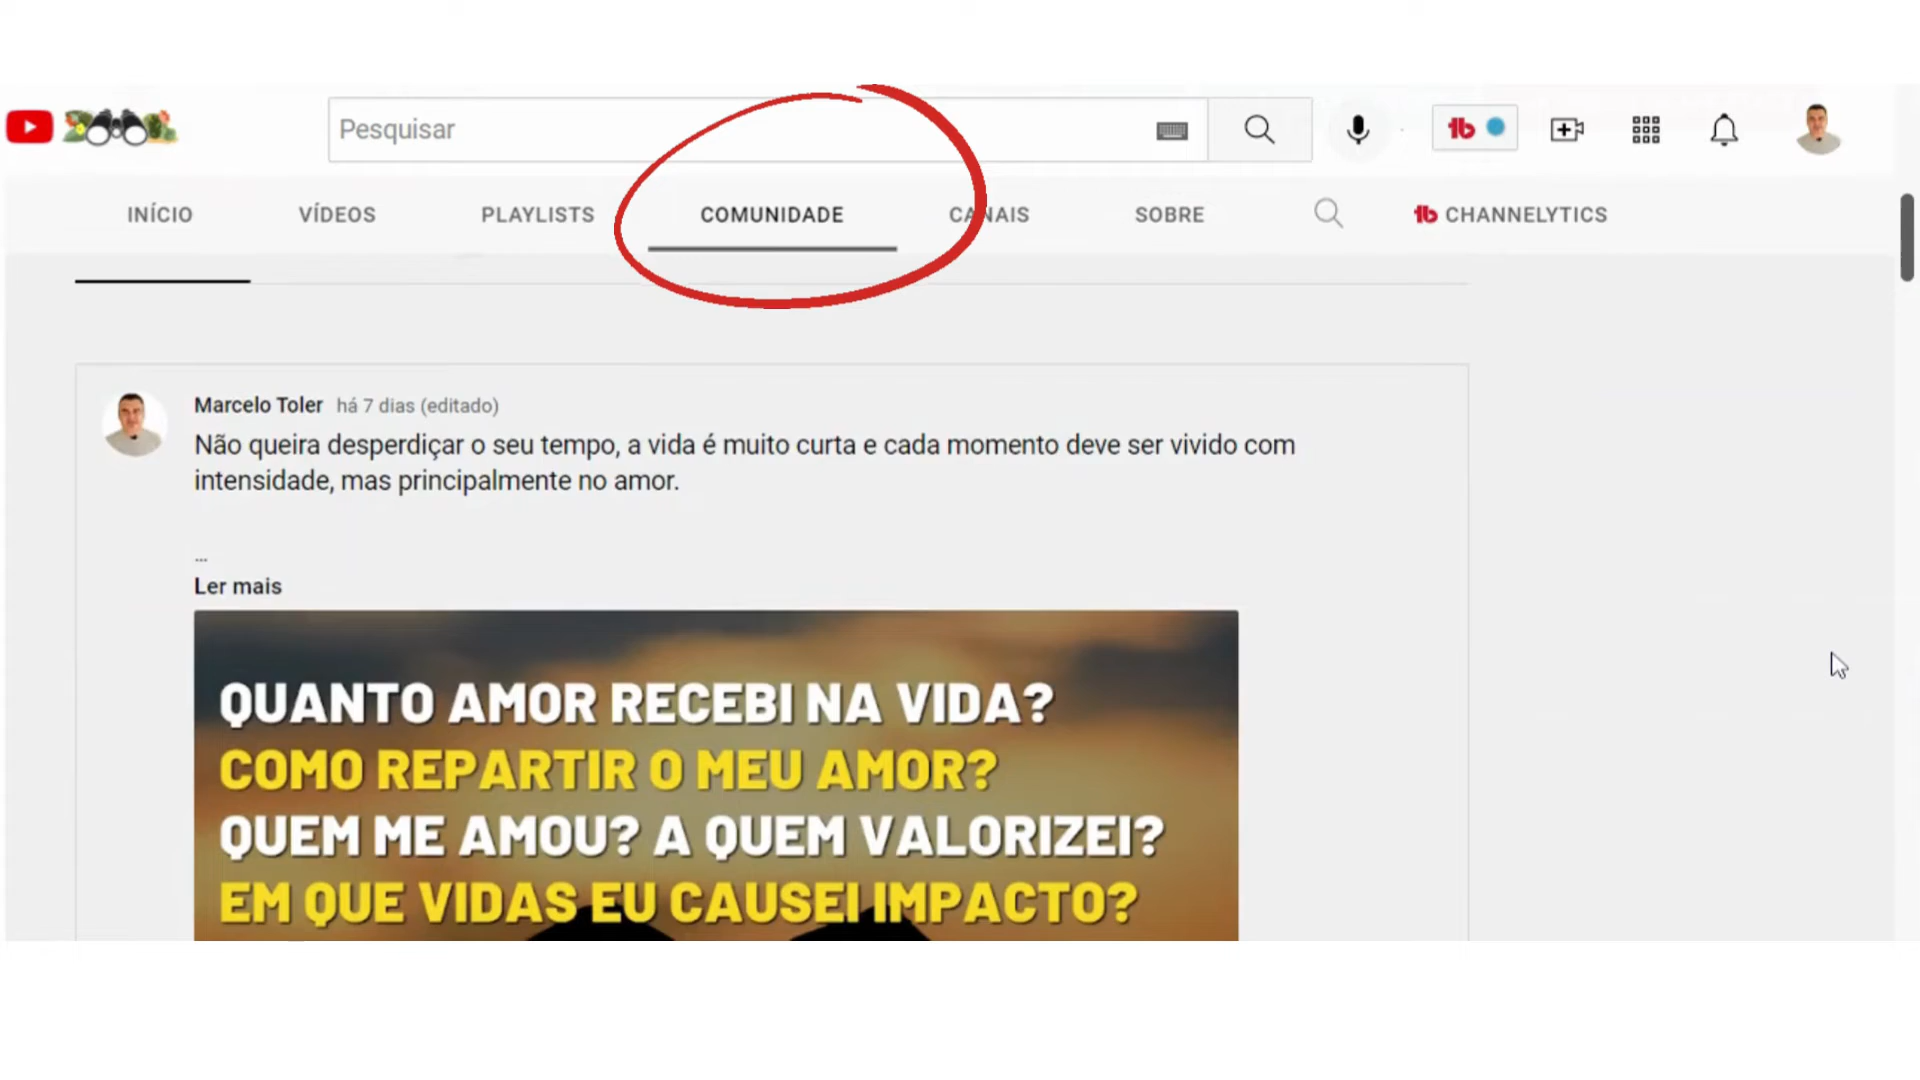 Pesquisar
tb
INÍCIO VÍDEOS PLAYLISTS COMUNIDADE CANAIS SOBRE tb CHANNELYTICS
Marcelo Toler há 7 dias (editado)
Não queira desperdiçar o seu tempo, a vida é muito curta e cada momento deve ser vivido com
intensidade, mas principalmente no amor.
...
Ler mais
QUANTO AMOR RECEBI NA VIDA?
COMO REPARTIR O MEU AMOR?
QUEM ME AMOU? A QUEM VALORIZEI?
EM QUE VIDAS EU CAUSEI IMPACTO?